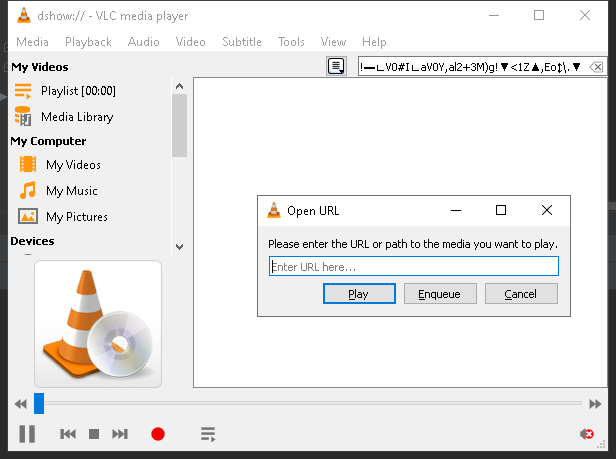 dshow:// - VLC media player
Media Playback Audio Video Subtitle Tools View Help
My Videos
!—∟V0#I∟aV0Y,al2+3M)g!▼<1Z▲,Eo↕\.▼
Playlist [00:00]
Media Library
My Computer
My Videos
My Music
My Pictures
Devices
Open URL
Please enter the URL or path to the media you want to play.
Enter URL here...
Play Enqueue Cancel